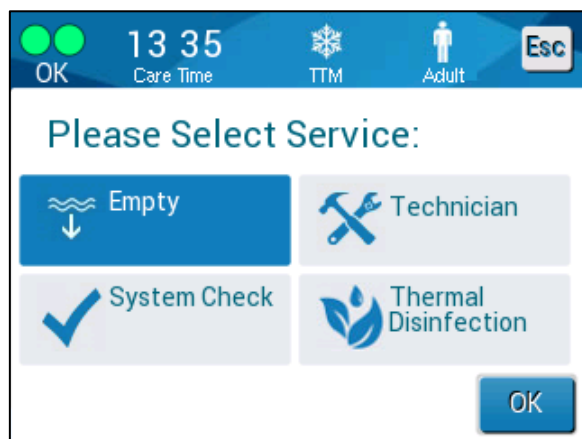 OK
13 35
Care Time
TTM
Adult
Esc
Please Select Service:
Empty
Technician
System Check
Thermal
Disinfection
OK